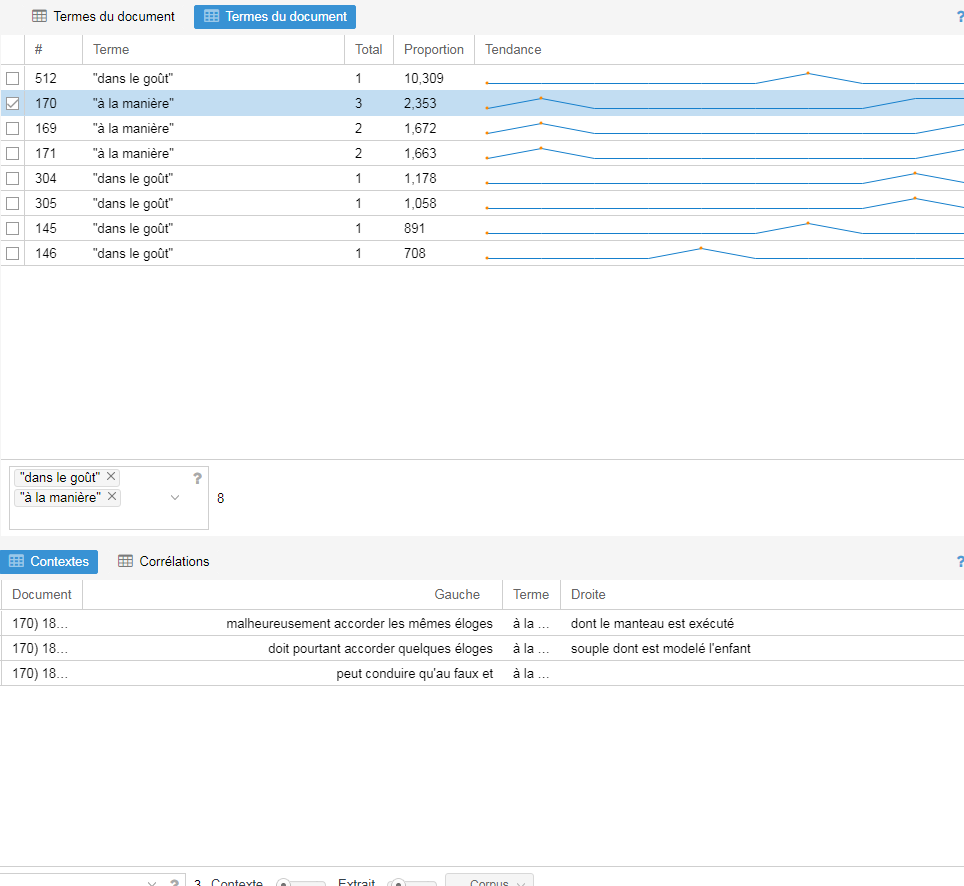 Termes du document Termes du document ?
# Terme Total Proportion Tendance
512 "dans le goût" 1 10,309
170 "à la manière" 3 2,353
169 "à la manière" 2 1,672
171 "à la manière" 2 1,663
304 "dans le goût" 1 1,178
305 "dans le goût" 1 1,058
145 "dans le goût" 1 891
146 "dans le goût" 1 708
"dans le goût" ?
"à la manière" 8
Contextes Corrélations ?
Document Gauche Terme Droite
170) 18... malheureusement accorder les mêmes éloges à la ... dont le manteau est exécuté
170) 18... doit pourtant accorder quelques éloges à la ... souple dont est modelé l'enfant
170) 18... peut conduire qu'au faux et à la ...
? 3 Contexte Extrait Corpus